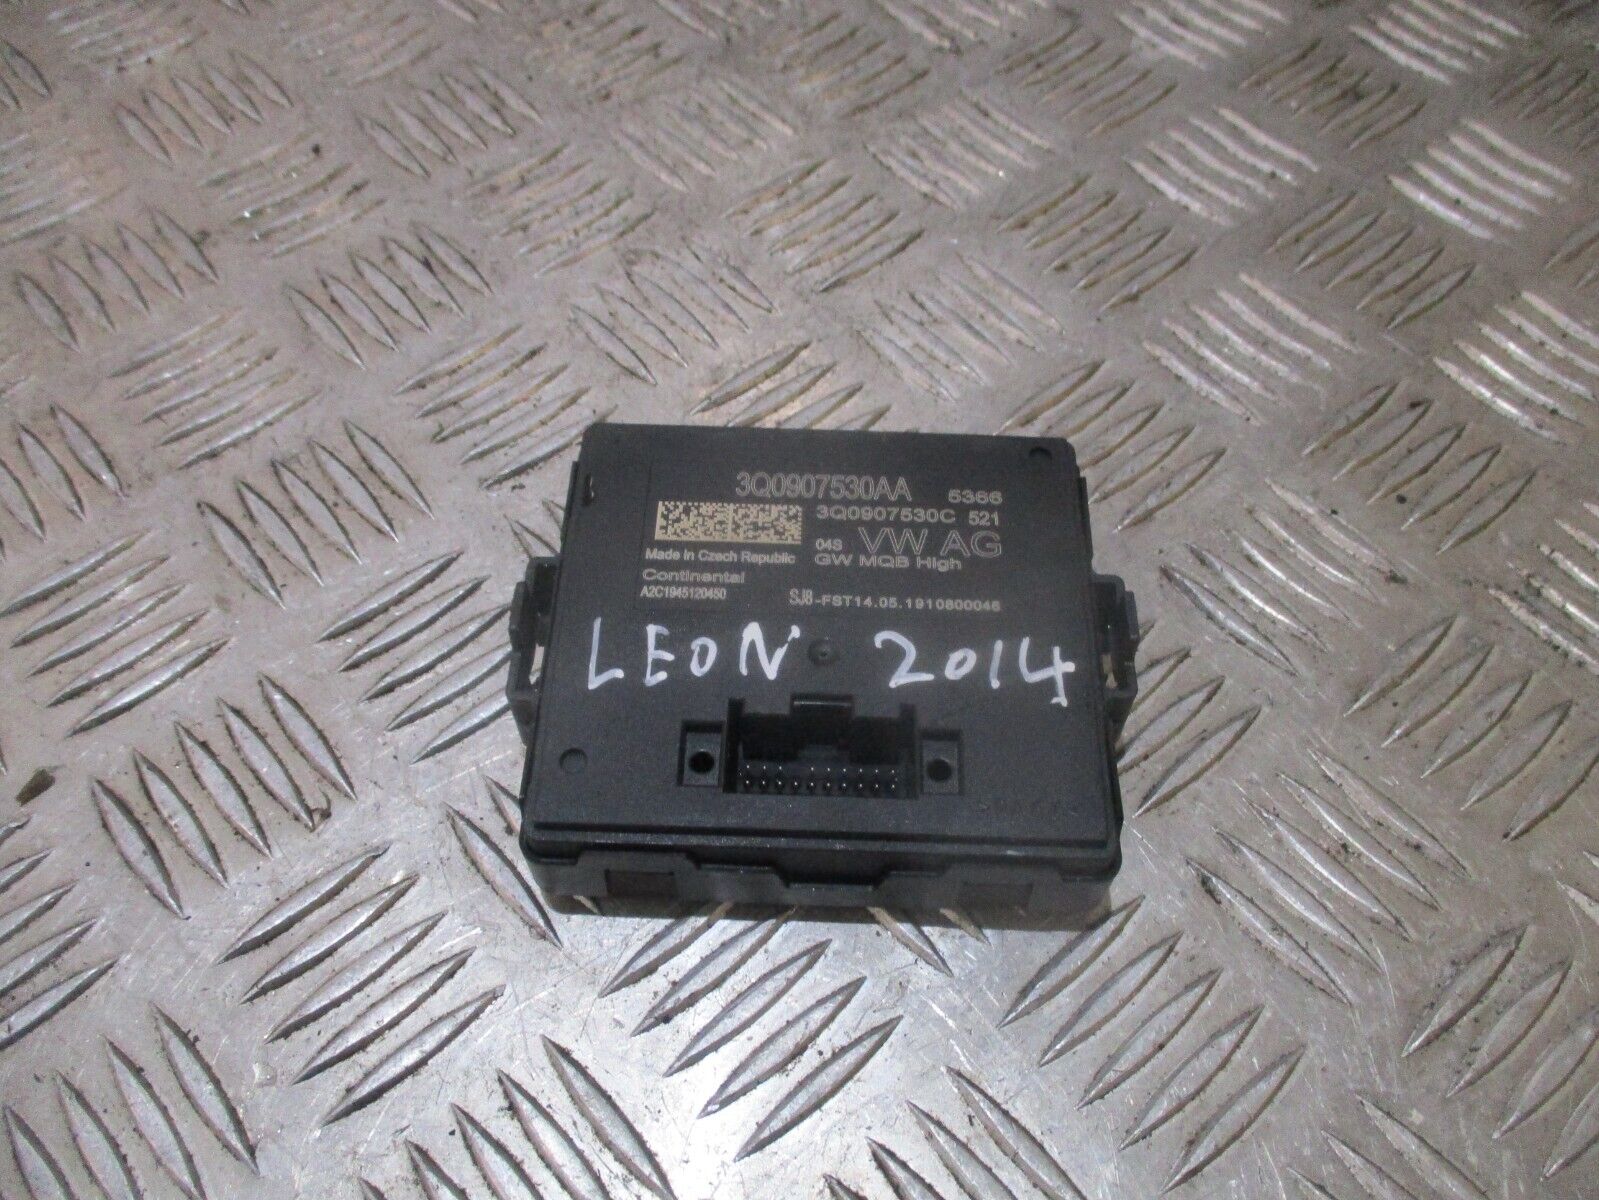 3Q0907530AA 5366
3Q0907530C 521
04S VW AG
Made in Czech Republic GW MQB High
Continental
A2C1945120450 SJ8-FST14.05.1910800046
LEON 2014